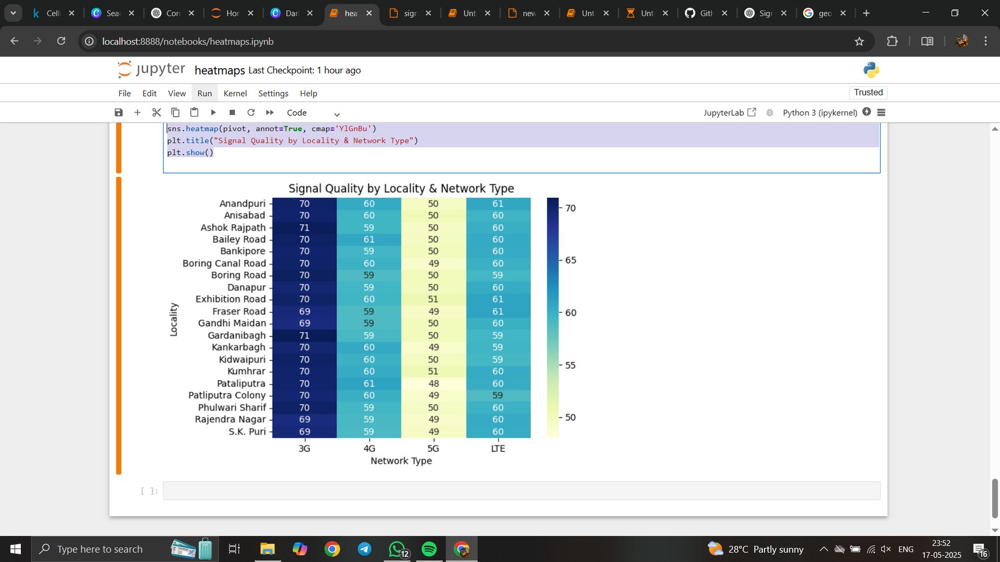 Cell
Sea
Cor
Hor
Dar
hea
sign
Unt
new
Unt
Unt
Gith
Sigr
geo
localhost:8888/notebooks/heatmaps.ipynb
jupyter heatmaps Last Checkpoint: 1 hour ago
File Edit View Run Kernel Settings Help
Trusted
Code
JupyterLab
Python 3 (ipykernel)
sns.heatmap(pivot, annot=True, cmap='YlGnBu')
plt.title("Signal Quality by Locality & Network Type")
plt.show()
Signal Quality by Locality & Network Type
Anandpuri 70 60 50 61
Anisabad 70 60 50 60
Ashok Rajpath 71 59 50 60
Bailey Road 70 61 50 60
Bankipore 70 59 50 60
Boring Canal Road 70 60 49 60
Boring Road 70 59 50 59
Danapur 70 59 50 60
Exhibition Road 70 60 51 61
Fraser Road 69 59 49 61
Gandhi Maidan 69 59 50 60
Gardanibagh 71 59 50 59
Kankarbagh 70 60 49 59
Kidwaipuri 70 60 50 59
Kumhrar 70 60 51 60
Pataliputra 70 61 48 60
Patliputra Colony 70 60 49 59
Phulwari Sharif 70 59 50 60
Rajendra Nagar 69 59 49 60
S.K. Puri 69 59 49 60
Locality
3G 4G 5G LTE
Network Type
70
65
60
55
50
[ ]:
Type here to search
12
28°C Partly sunny
ENG
23:52
17-05-2025
16